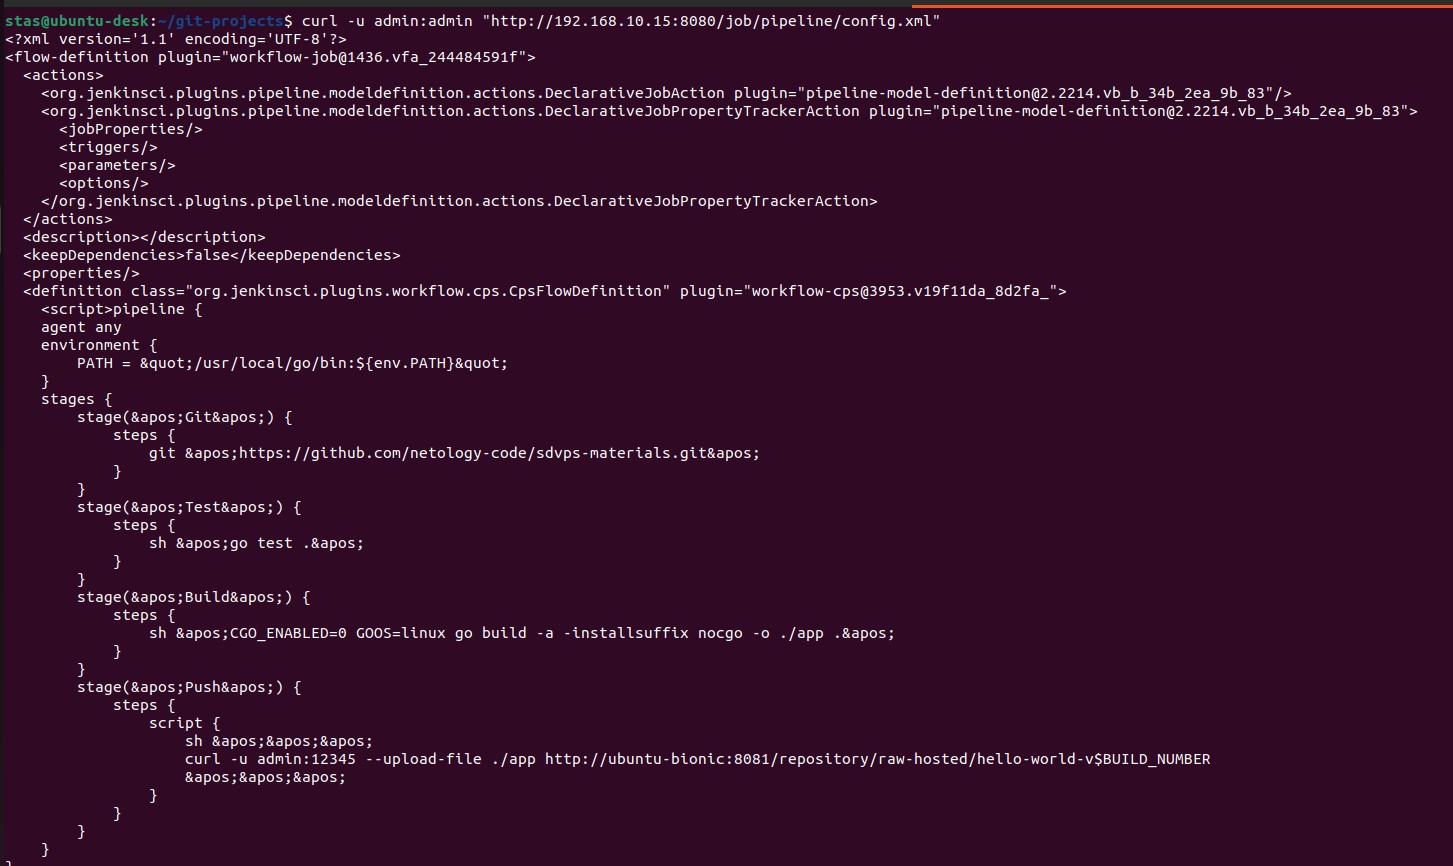 stas@ubuntu-desk:~/git-projects$ curl -u admin:admin "http://192.168.10.15:8080/job/pipeline/config.xml"
<?xml version='1.1' encoding='UTF-8'?>
<flow-definition plugin="workflow-job@1436.vfa_244484591f">
  <actions>
    <org.jenkinsci.plugins.pipeline.modeldefinition.actions.DeclarativeJobAction plugin="pipeline-model-definition@2.2214.vb_b_34b_2ea_9b_83"/>
    <org.jenkinsci.plugins.pipeline.modeldefinition.actions.DeclarativeJobPropertyTrackerAction plugin="pipeline-model-definition@2.2214.vb_b_34b_2ea_9b_83">
      <jobProperties/>
      <triggers/>
      <parameters/>
      <options/>
    </org.jenkinsci.plugins.pipeline.modeldefinition.actions.DeclarativeJobPropertyTrackerAction>
  </actions>
  <description></description>
  <keepDependencies>false</keepDependencies>
  <properties/>
  <definition class="org.jenkinsci.plugins.workflow.cps.CpsFlowDefinition" plugin="workflow-cps@3953.v19f11da_8d2fa_">
    <script>pipeline {
    agent any
    environment {
        PATH = &quot;/usr/local/go/bin:${env.PATH}&quot;
    }
    stages {
        stage(&apos;Git&apos;) {
            steps {
                git &apos;https://github.com/netology-code/sdvps-materials.git&apos;
            }
        }
        stage(&apos;Test&apos;) {
            steps {
                sh &apos;go test .&apos;
            }
        }
        stage(&apos;Build&apos;) {
            steps {
                sh &apos;CGO_ENABLED=0 GOOS=linux go build -a -installsuffix nocgo -o ./app .&apos;
            }
        }
        stage(&apos;Push&apos;) {
            steps {
                script {
                    sh &apos;&apos;&apos;
                    curl -u admin:12345 --upload-file ./app http://ubuntu-bionic:8081/repository/raw-hosted/hello-world-v$BUILD_NUMBER
                    &apos;&apos;&apos;
                }
            }
        }
    }
}